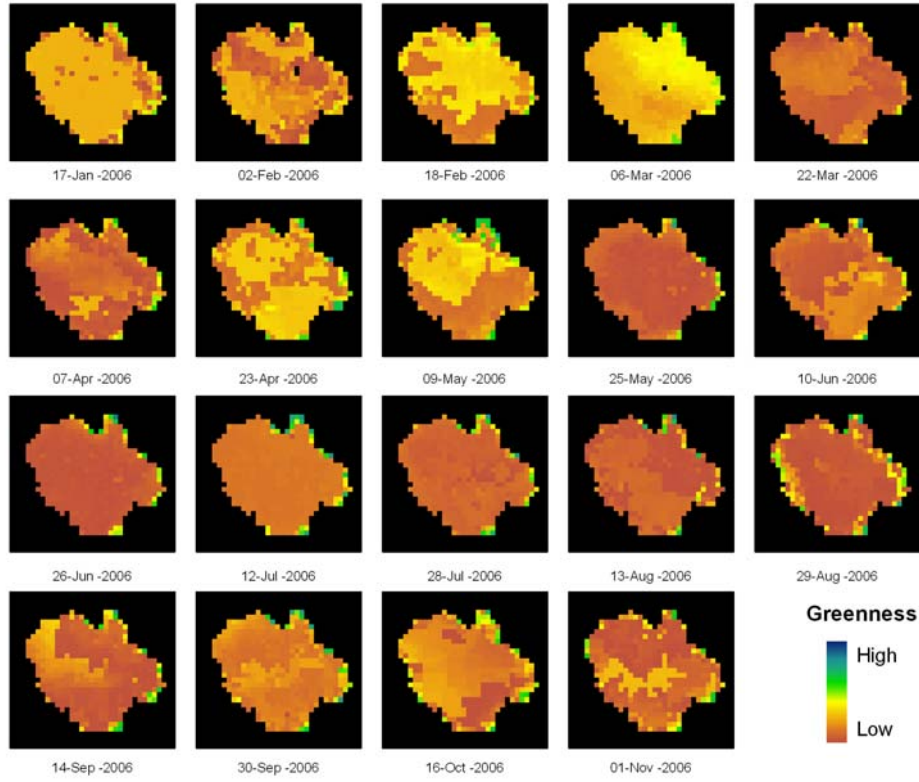 17-Jan -2006
02-Feb -2006
18-Feb -2006
06-Mar -2006
22-Mar -2006
07-Apr -2006
23-Apr -2006
09-May -2006
25-May -2006
10-Jun -2006
26-Jun -2006
12-Jul -2006
28-Jul -2006
13-Aug -2006
29-Aug -2006
Greenness
High
Low
14-Sep -2006
30-Sep -2006
16-Oct -2006
01-Nov -2006